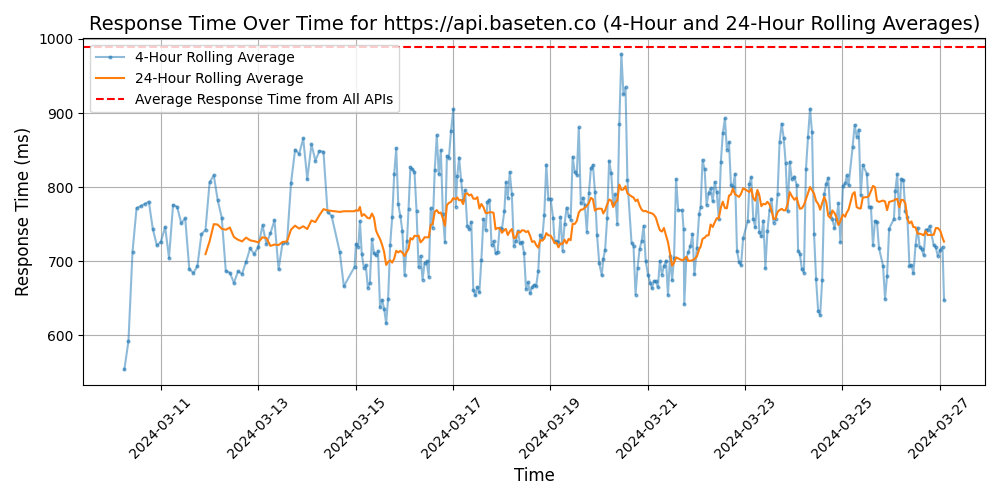 Response Time Over Time for https://api.baseten.co (4-Hour and 24-Hour Rolling Averages)
1000
900
800
700
600
Response Time (ms)
4-Hour Rolling Average
24-Hour Rolling Average
Average Response Time from All APIs
2024-03-11
2024-03-13
2024-03-15
2024-03-17
2024-03-19
2024-03-21
2024-03-23
2024-03-25
2024-03-27
Time